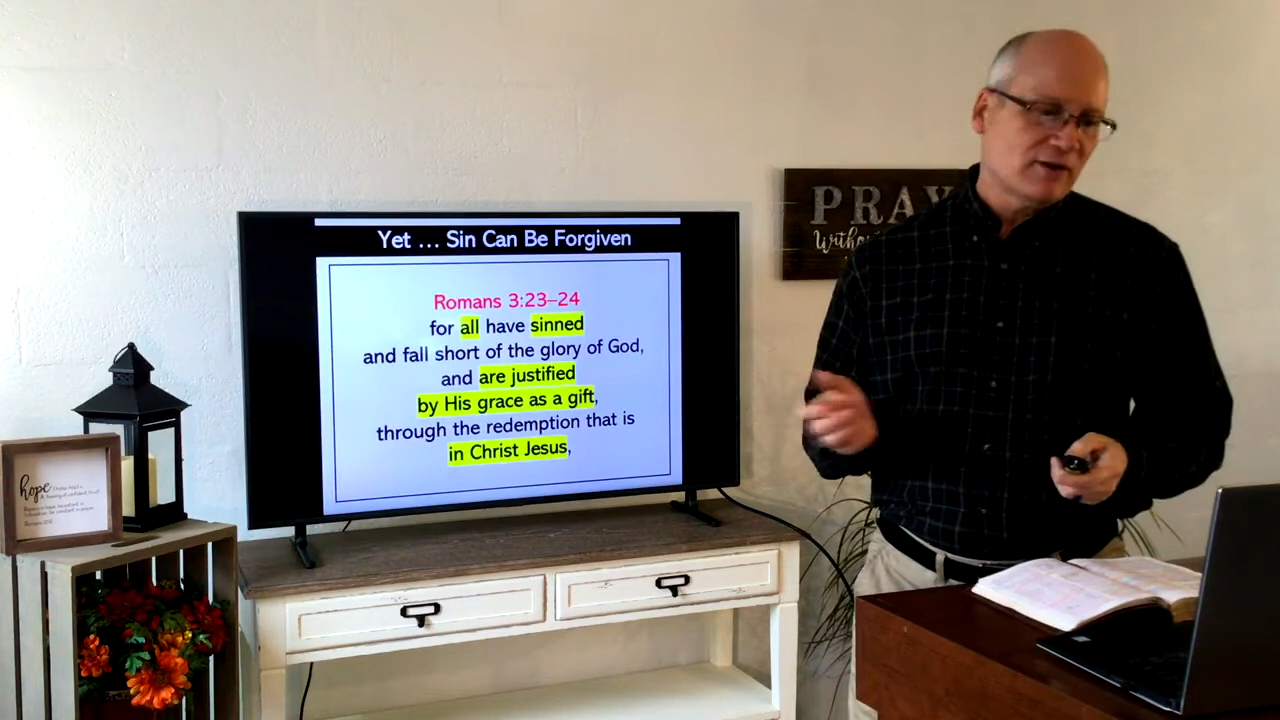 Yet ... Sin Can Be Forgiven
Romans 3:23–24
for all have sinned
and fall short of the glory of God,
and are justified
by His grace as a gift,
through the redemption that is
in Christ Jesus,
PRAY
hope